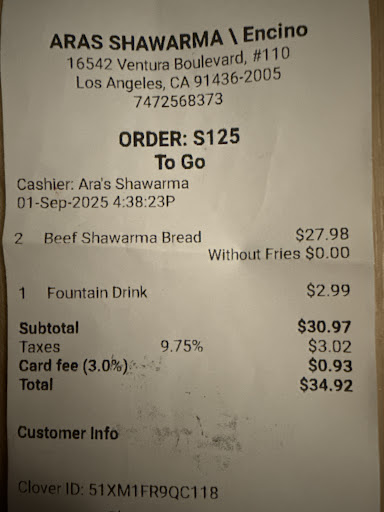 ARAS SHAWARMA \ Encino
16542 Ventura Boulevard, #110
Los Angeles, CA 91436-2005
7472568373
ORDER: S125
To Go
Cashier: Ara's Shawarma
01-Sep-2025 4:38:23P
2 Beef Shawarma Bread $27.98
Without Fries $0.00
1 Fountain Drink $2.99
Subtotal $30.97
Taxes 9.75% $3.02
Card fee (3.0%) $0.93
Total $34.92
Customer Info
Clover ID: 51XM1FR9QC118